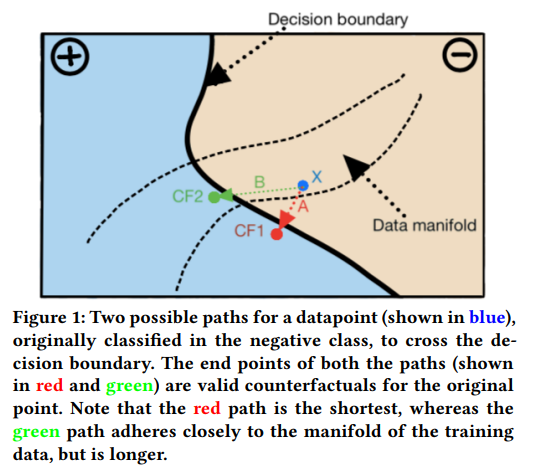 Decision boundary
+
−
X
B
CF2
A
CF1
Data manifold
Figure 1: Two possible paths for a datapoint (shown in blue),
originally classified in the negative class, to cross the de-
cision boundary. The end points of both the paths (shown
in red and green) are valid counterfactuals for the original
point. Note that the red path is the shortest, whereas the
green path adheres closely to the manifold of the training
data, but is longer.